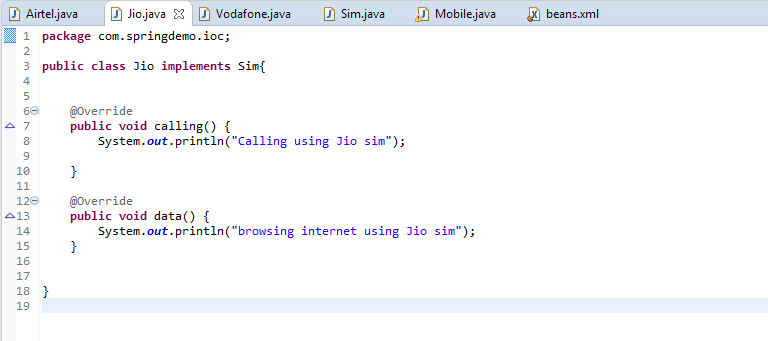 Airtel.java Jio.java Vodafone.java Sim.java Mobile.java beans.xml
1 package com.springdemo.ioc;
2
3 public class Jio implements Sim{
4
5
6 @Override
7 public void calling() {
8 System.out.println("Calling using Jio sim");
9
10 }
11
12 @Override
13 public void data() {
14 System.out.println("browsing internet using Jio sim");
15 }
16
17
18 }
19